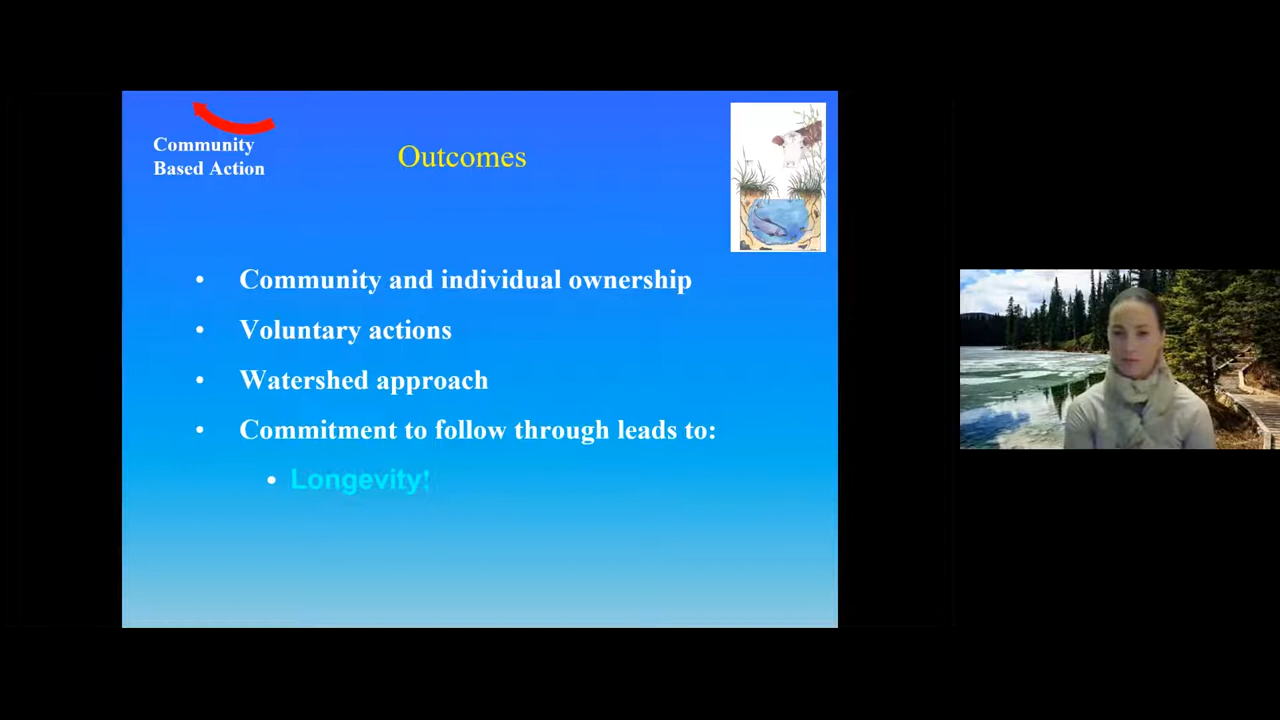 Community
Based Action
Outcomes
• Community and individual ownership
• Voluntary actions
• Watershed approach
• Commitment to follow through leads to:
• Longevity!